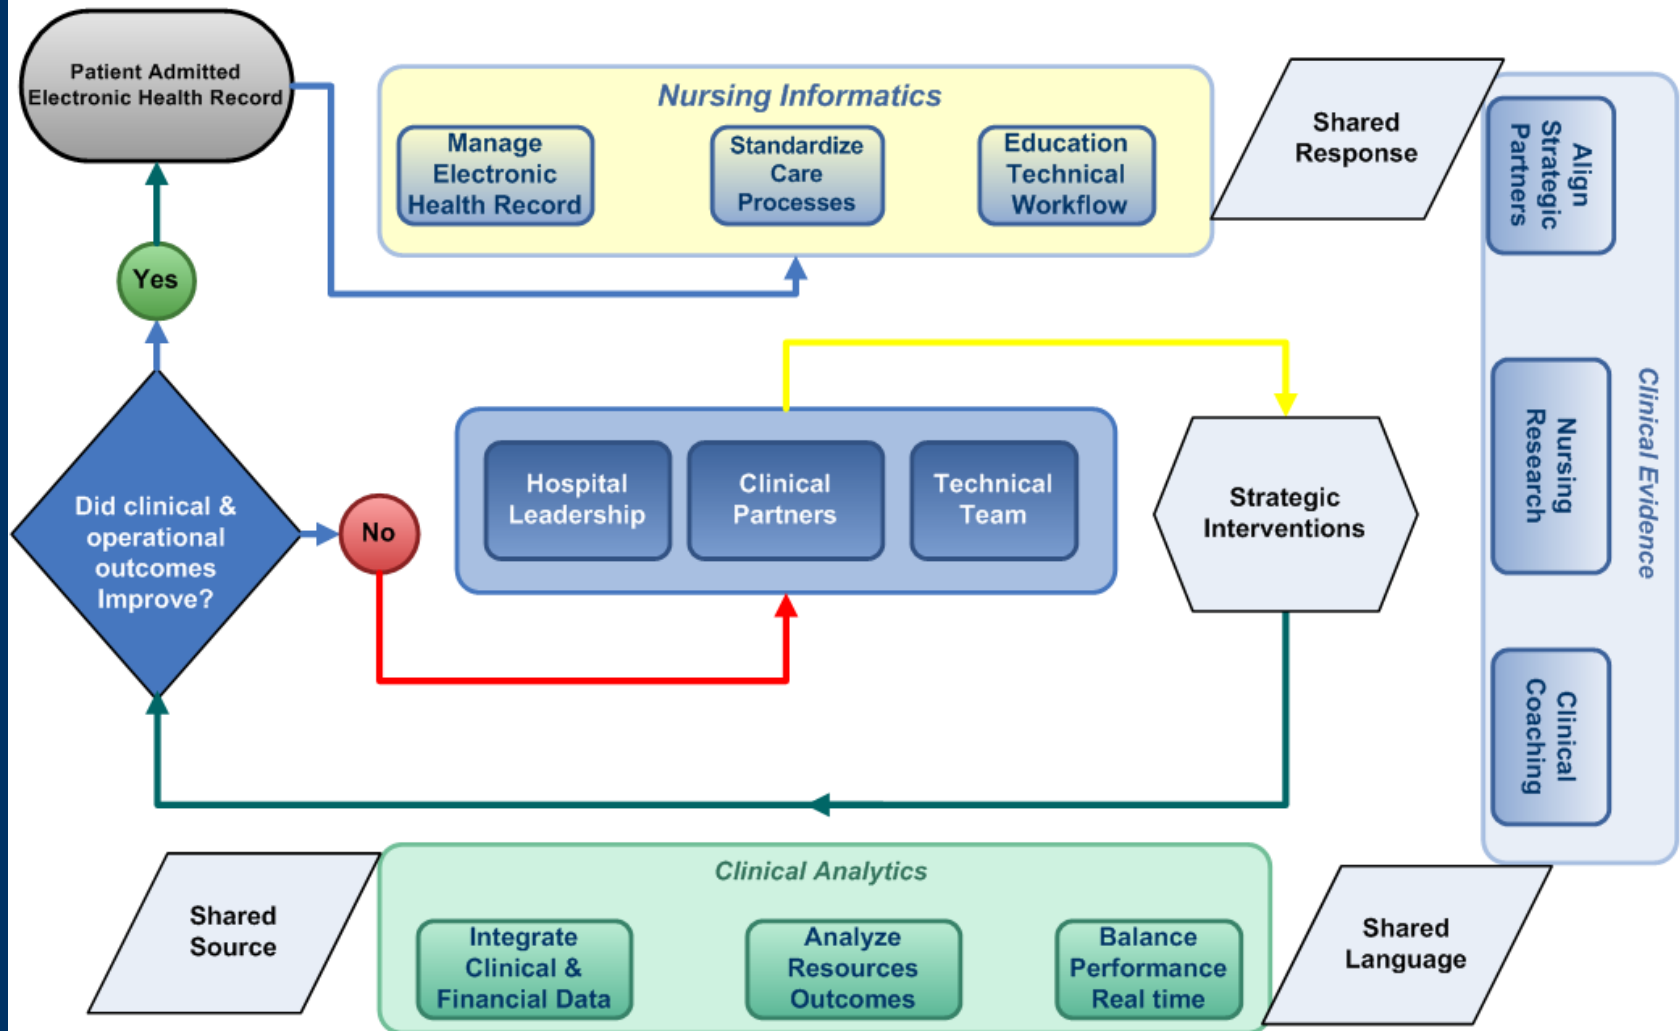 Patient Admitted
Electronic Health Record
Nursing Informatics
Manage
Electronic
Health Record
Standardize
Care
Processes
Education
Technical
Workflow
Shared
Response
Align
Strategic
Partners
Yes
Did clinical &
operational
outcomes
Improve?
No
Hospital
Leadership
Clinical
Partners
Technical
Team
Strategic
Interventions
Nursing
Research
Clinical Evidence
Clinical
Coaching
Shared
Source
Clinical Analytics
Integrate
Clinical &
Financial Data
Analyze
Resources
Outcomes
Balance
Performance
Real time
Shared
Language